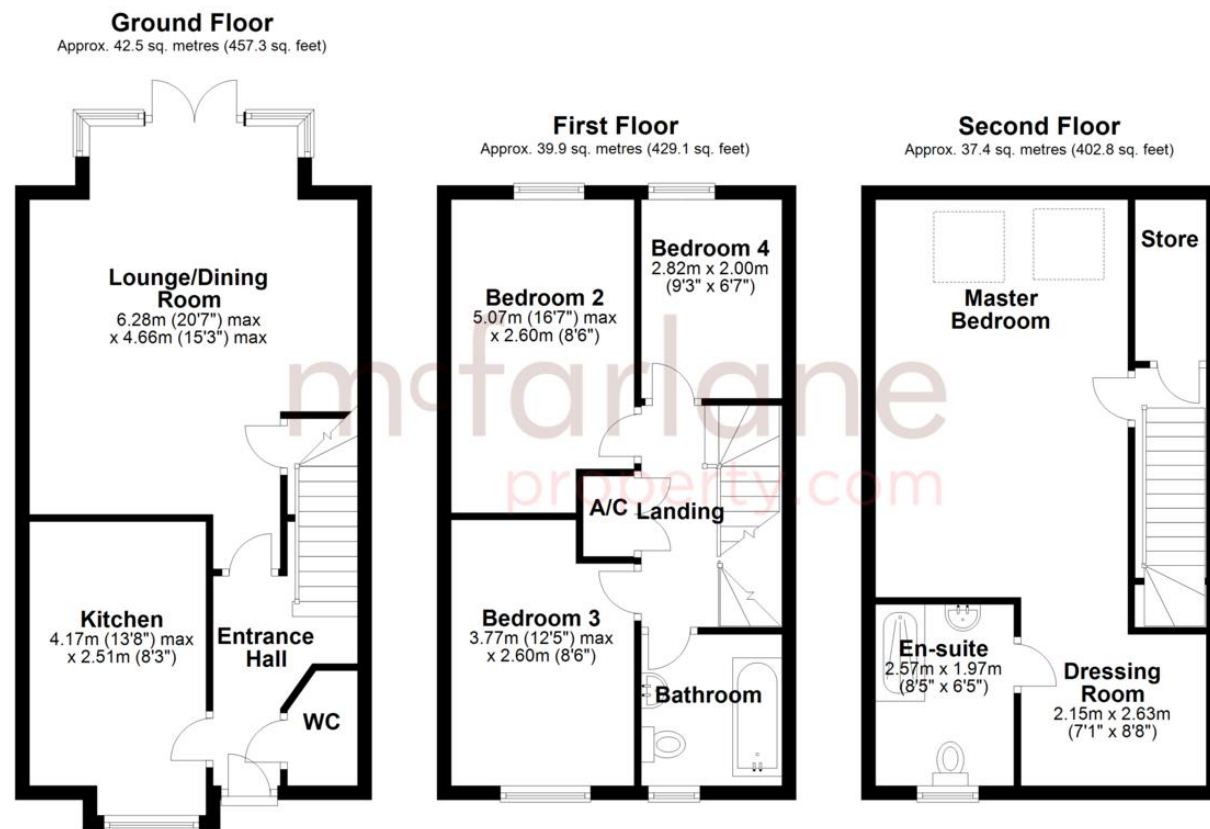 Ground Floor
Approx. 42.5 sq. metres (457.3 sq. feet)
Lounge/Dining
Room
6.28m (20'7") max
x 4.66m (15'3") max
Kitchen
4.17m (13'8") max
x 2.51m (8'3")
Entrance
Hall
WC
First Floor
Approx. 39.9 sq. metres (429.1 sq. feet)
Bedroom 2
5.07m (16'7") max
x 2.60m (8'6")
Bedroom 4
2.82m x 2.00m
(9'3" x 6'7")
A/C
Landing
Bedroom 3
3.77m (12'5") max
x 2.60m (8'6")
Bathroom
Second Floor
Approx. 37.4 sq. metres (402.8 sq. feet)
Master
Bedroom
Store
En-suite
2.57m x 1.97m
(8'5" x 6'5")
Dressing
Room
2.15m x 2.63m
(7'1" x 8'8")
mcfarlane
property.com